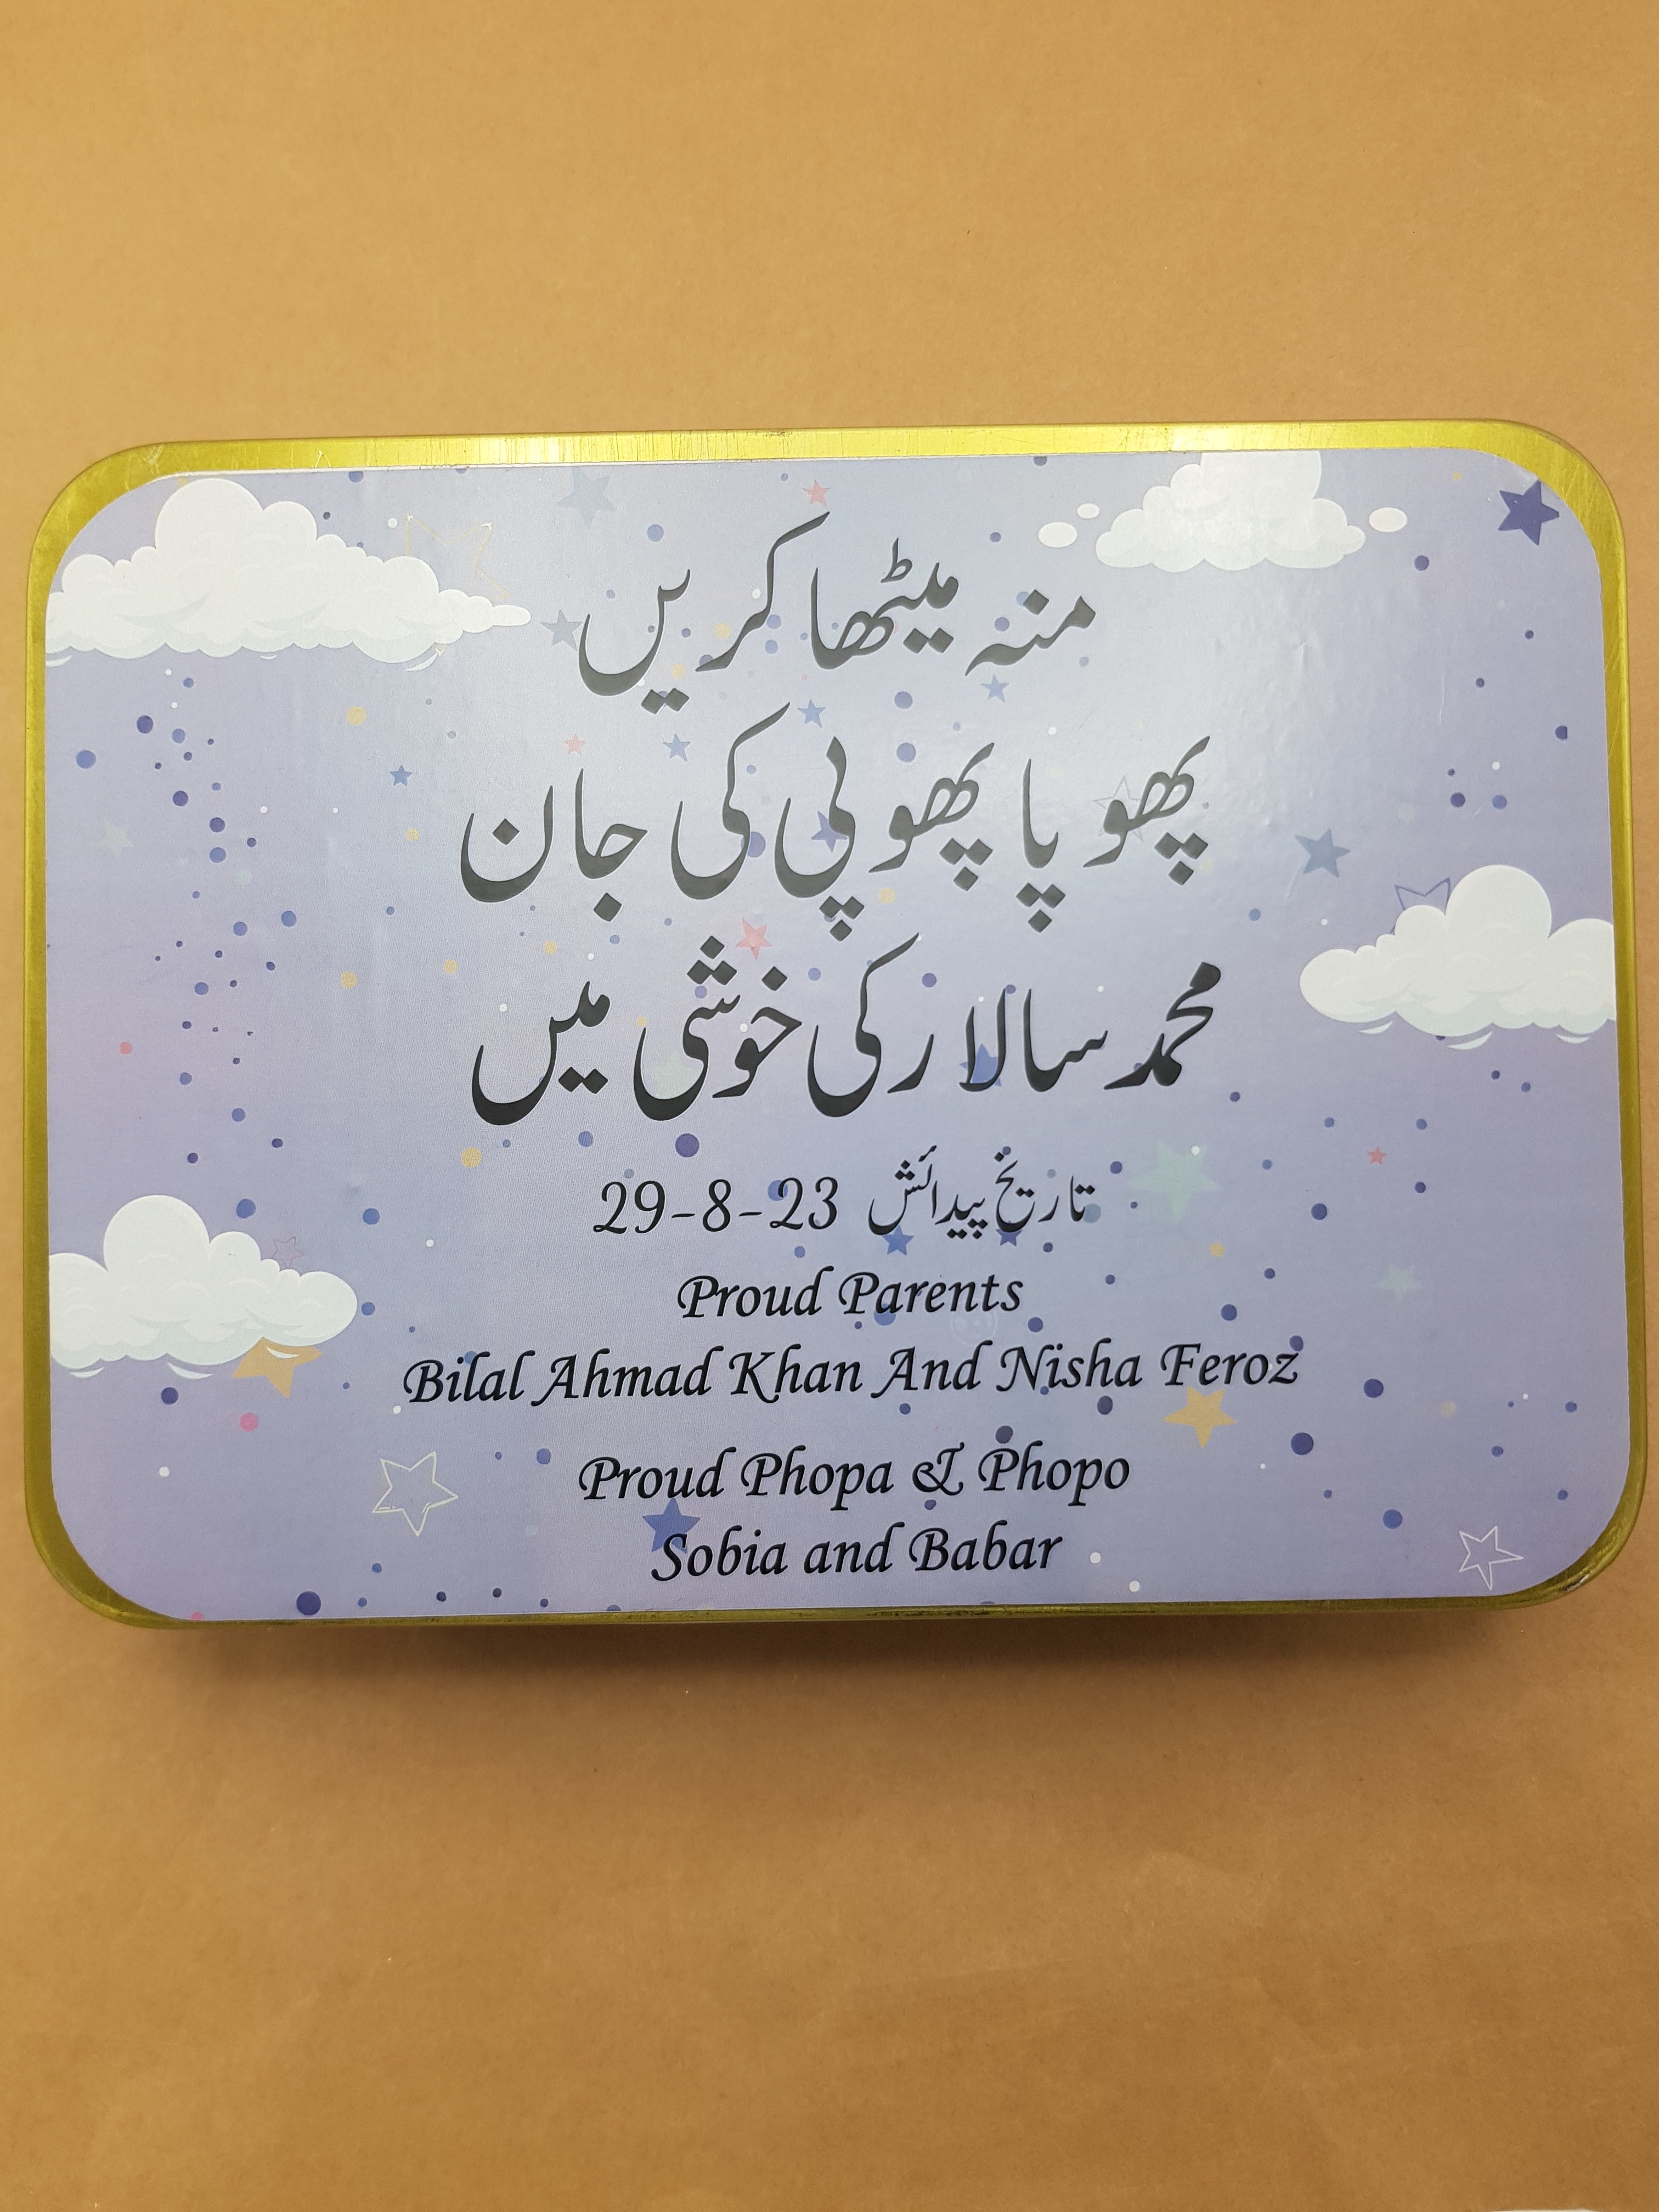 منہ میٹھا کریں
پھوپا پھوپی کی جان
محمد سالار کی خوشی میں
تاریخ پیدائش 29-8-23
Proud Parents
Bilal Ahmad Khan And Nisha Feroz
Proud Phopa & Phopo
Sobia and Babar